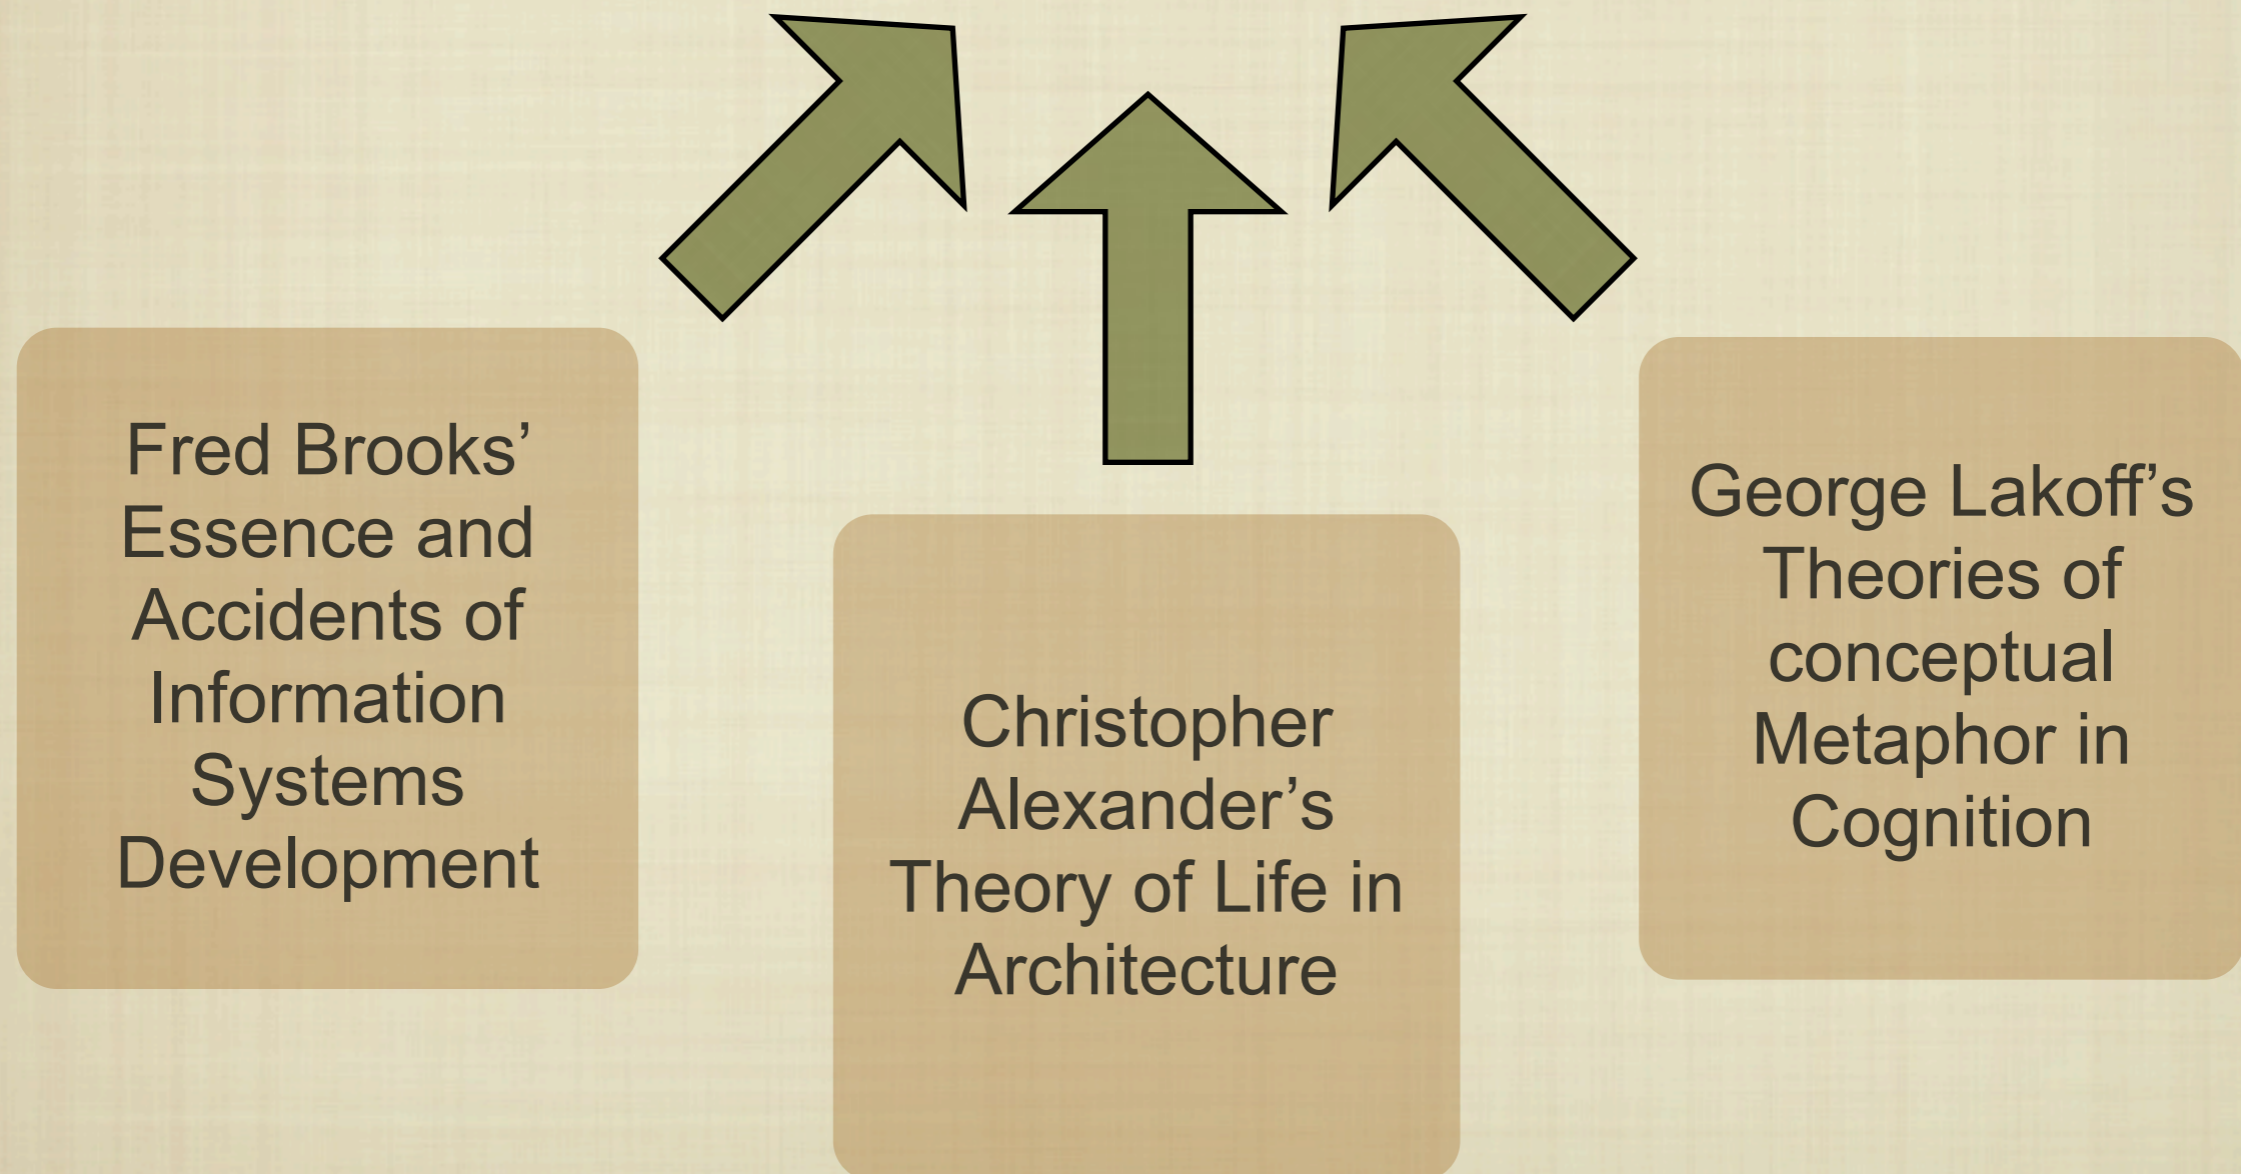 Fred Brooks’
Essence and
Accidents of
Information
Systems
Development
Christopher
Alexander’s
Theory of Life in
Architecture
George Lakoff’s
Theories of
conceptual
Metaphor in
Cognition